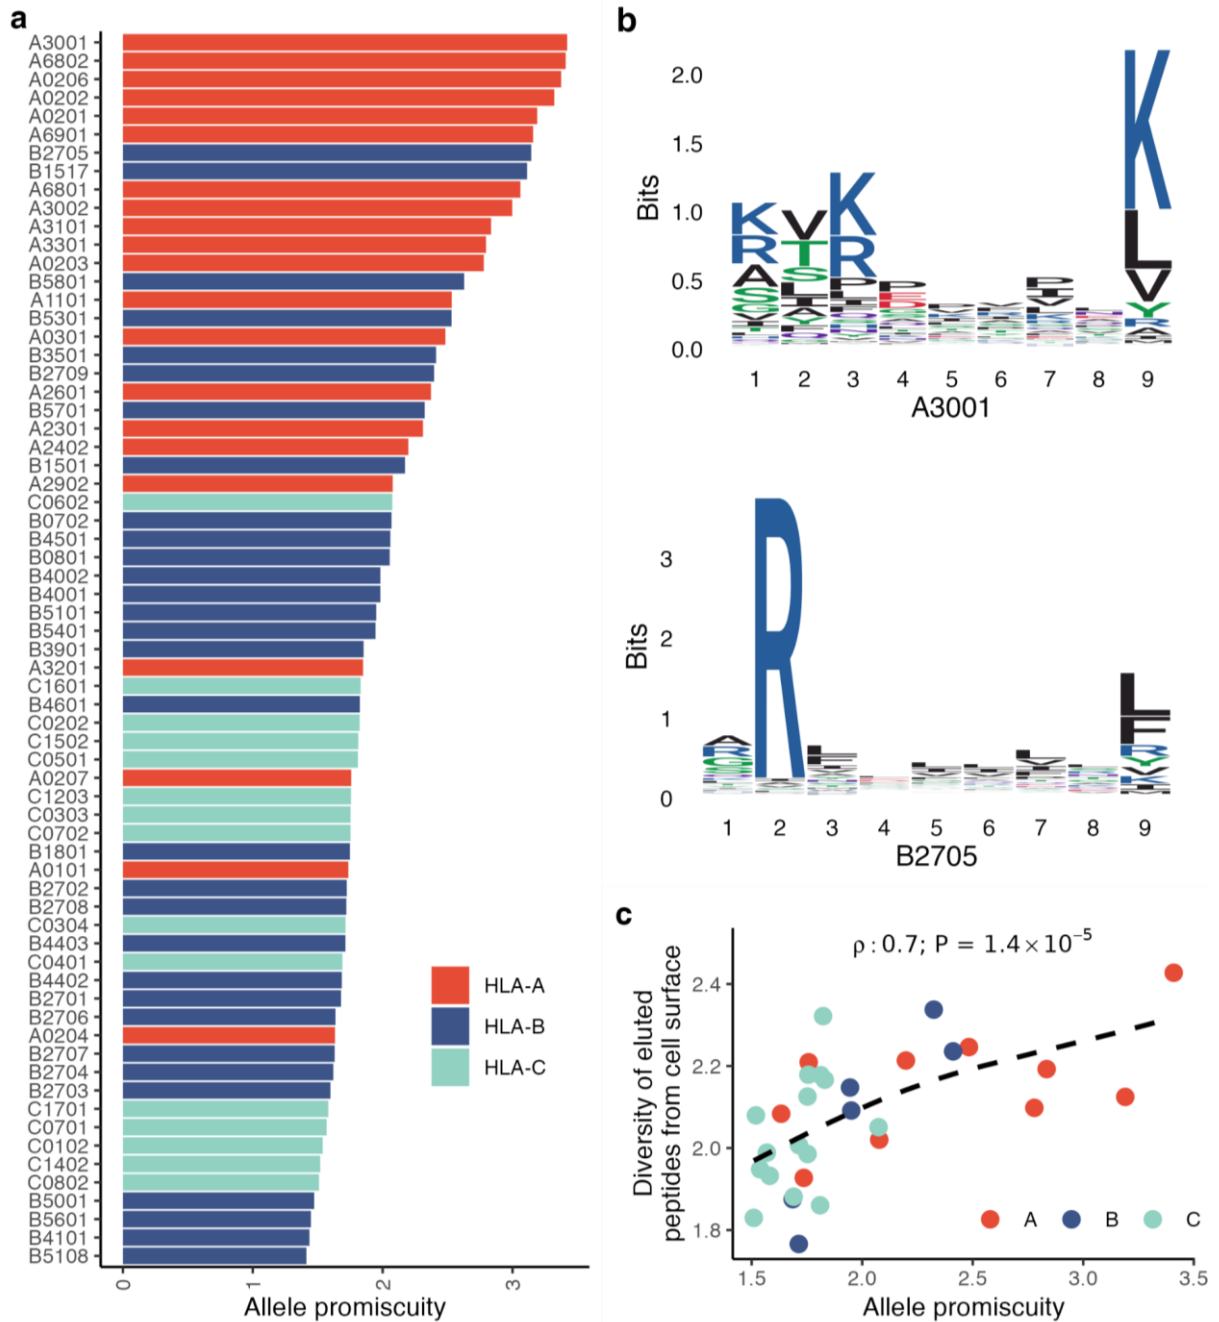 a
A3001
A6802
A0206
A0202
A0201
A6901
B2705
B1517
A6801
A3002
A3101
A3301
A0203
B5801
A1101
B5301
A0301
B3501
B2709
A2601
B5701
A2301
A2402
B1501
A2902
C0602
B0702
B4501
B0801
B4002
B4001
B5101
B5401
B3901
A3201
C1601
B4601
C0202
C1502
C0501
A0207
C1203
C0303
C0702
B1801
A0101
B2702
B2708
C0304
B4403
C0401
B4402
B2701
B2706
A0204
B2707
B2704
B2703
C1701
C0701
C0102
C1402
C0802
B5001
B5601
B4101
B5108
0 1 2 3
Allele promiscuity
HLA-A
HLA-B
HLA-C
b
Bits
2.0
1.5
1.0
0.5
0.0
K V K K
R T R L
A S V
1 2 3 4 5 6 7 8 9
A3001
Bits
3
2
1
0
R L
F
1 2 3 4 5 6 7 8 9
B2705
c
ρ : 0.7; P = 1.4×10⁻⁵
Diversity of eluted
peptides from cell surface
2.4
2.2
2.0
1.8
A B C
1.5 2.0 2.5 3.0 3.5
Allele promiscuity